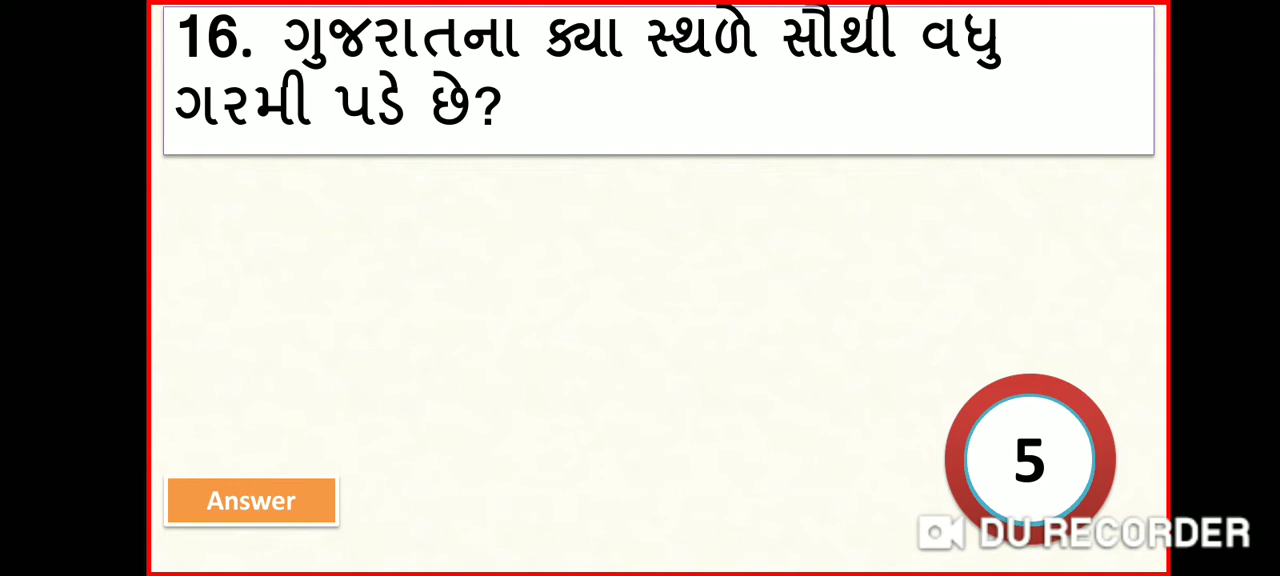 16. ગુજરાતના ક્યા સ્થળે સૌથી વધુ
ગરમી પડે છે?
5
Answer
DU RECORDER